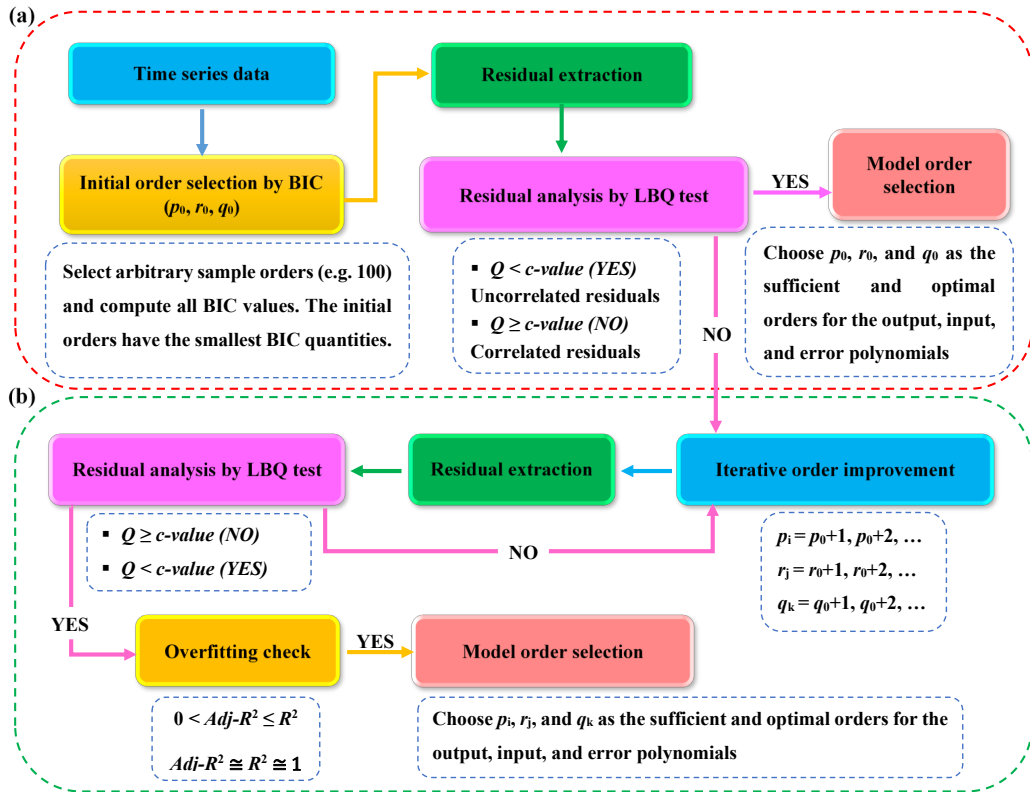 (a)
Time series data
Initial order selection by BIC
(p₀, r₀, q₀)
Select arbitrary sample orders (e.g. 100)
and compute all BIC values. The initial
orders have the smallest BIC quantities.
Residual extraction
Residual analysis by LBQ test
YES
Model order
selection
▪ Q < c-value (YES)
Uncorrelated residuals
▪ Q ≥ c-value (NO)
Correlated residuals
NO
Choose p₀, r₀, and q₀ as the
sufficient and optimal
orders for the output, input,
and error polynomials
(b)
Residual analysis by LBQ test
Residual extraction
Iterative order improvement
▪ Q ≥ c-value (NO)
▪ Q < c-value (YES)
NO
pᵢ = p₀+1, p₀+2, …
rⱼ = r₀+1, r₀+2, …
qₖ = q₀+1, q₀+2, …
YES
Overfitting check
YES
Model order selection
0 < Adj-R² ≤ R²
Adj-R² ≅ R² ≅ 1
Choose pᵢ, rⱼ, and qₖ as the sufficient and optimal orders for the
output, input, and error polynomials